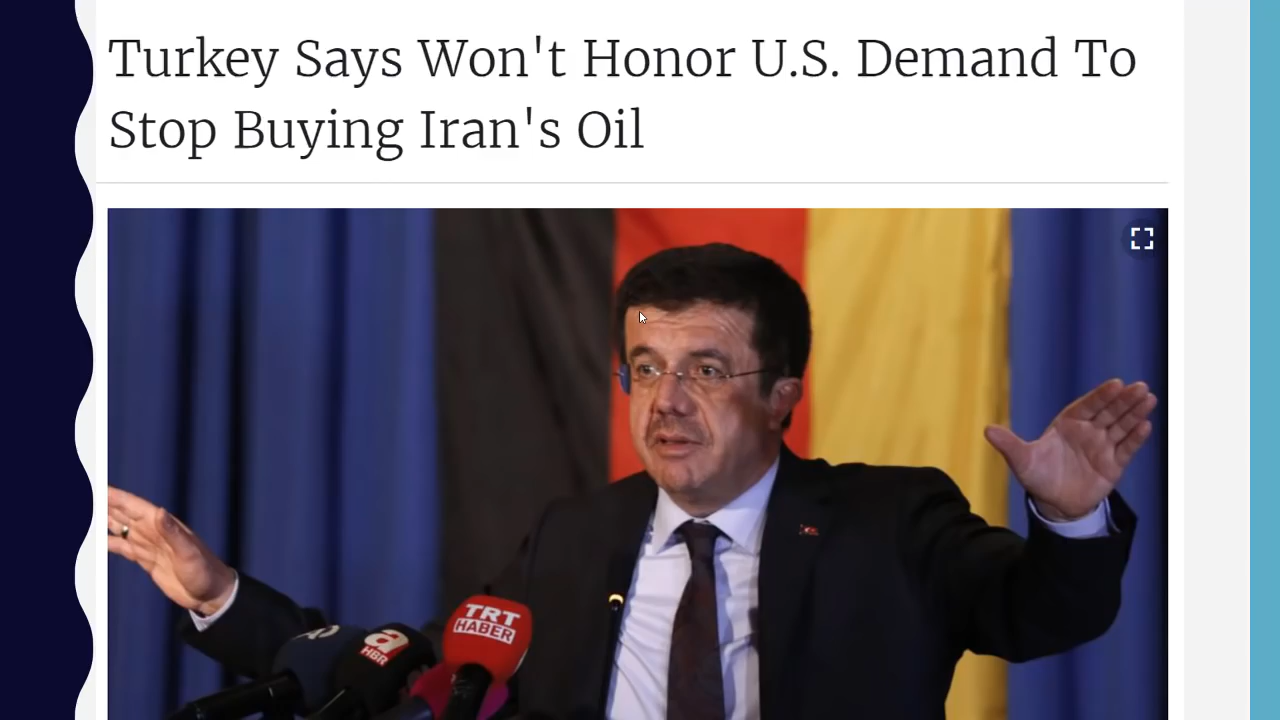 Turkey Says Won't Honor U.S. Demand To
Stop Buying Iran's Oil
TRT
HABER
a
HBR